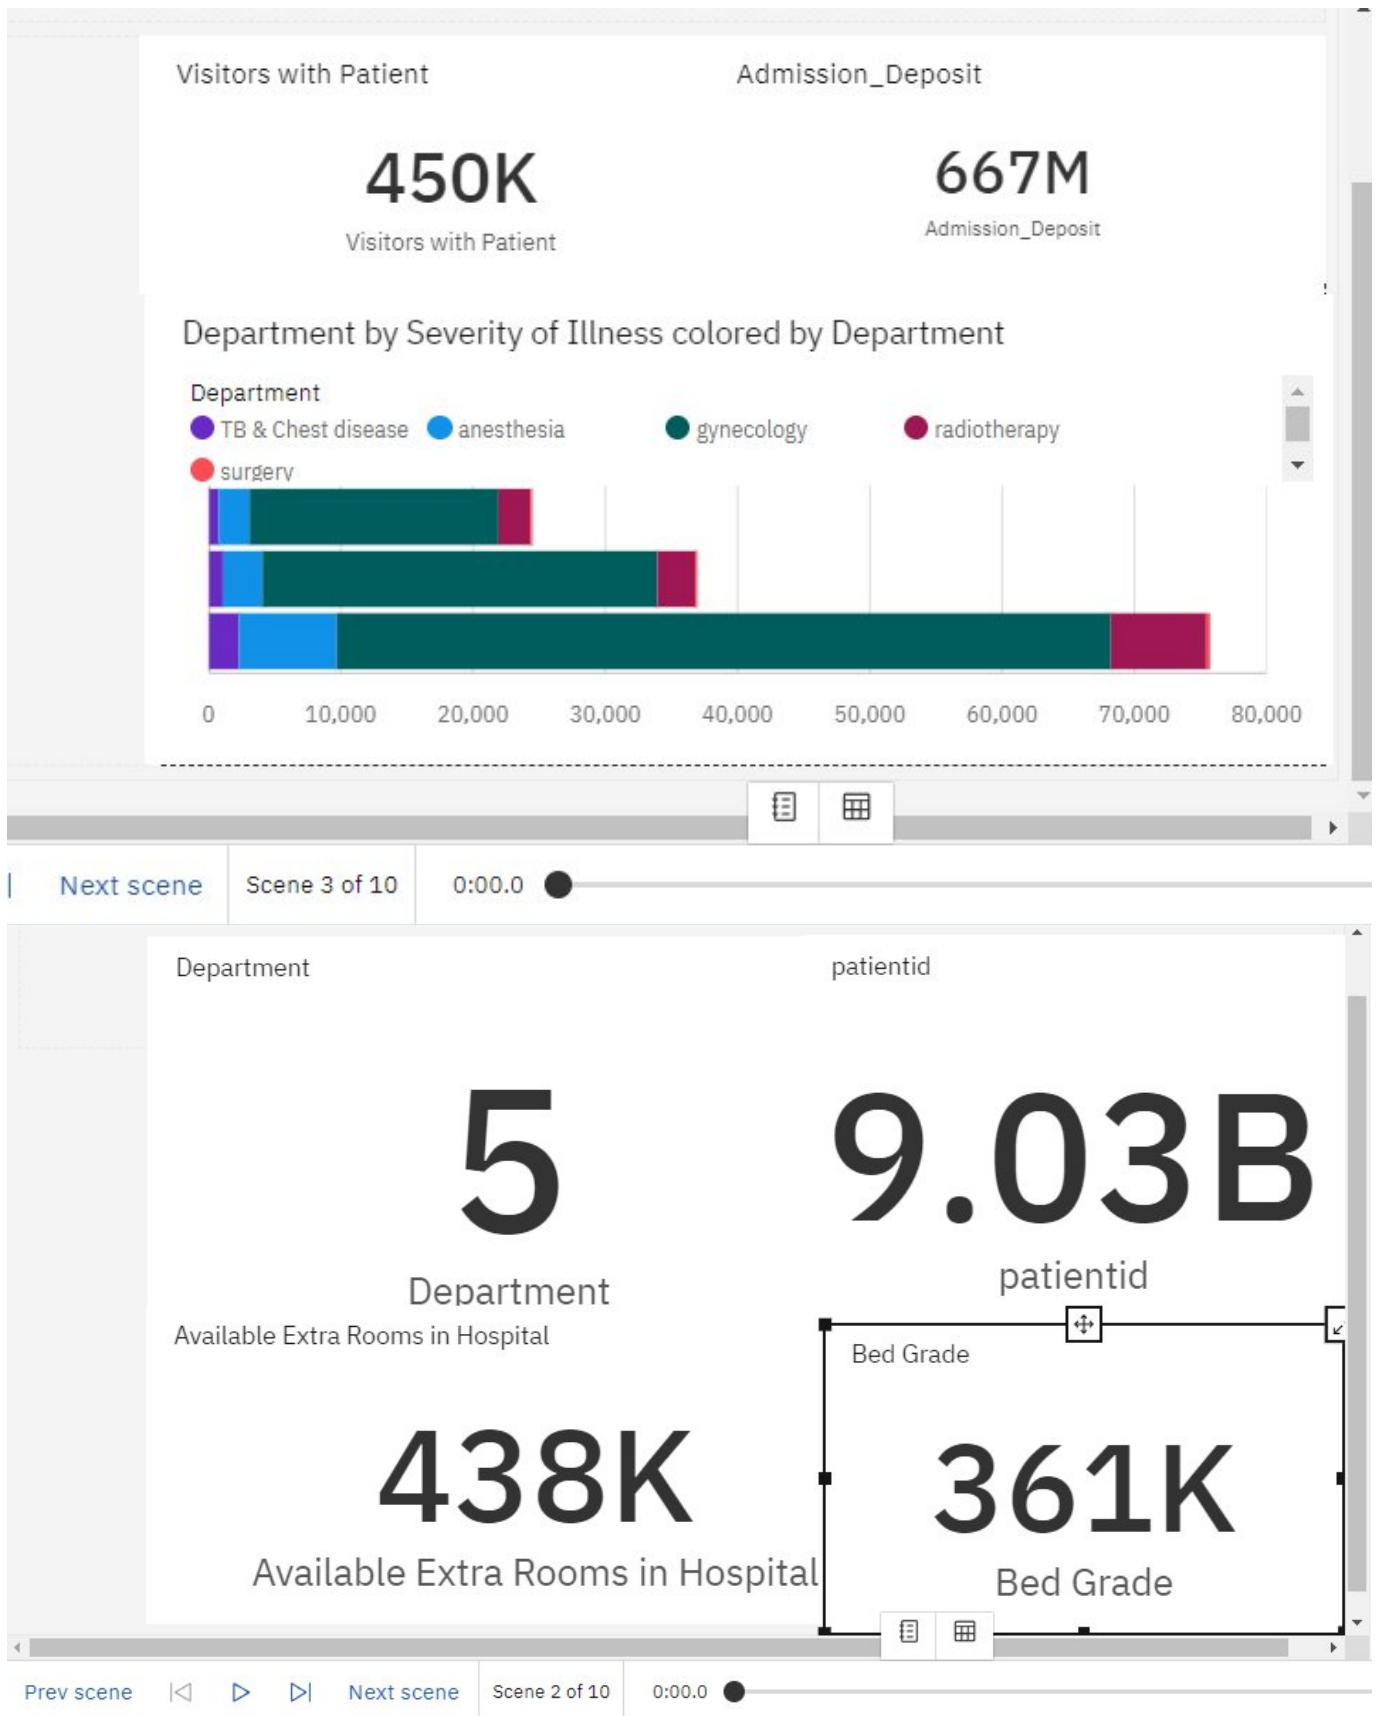 Visitors with Patient
Admission_Deposit
450K
667M
Visitors with Patient
Admission_Deposit
Department by Severity of Illness colored by Department
Department
TB & Chest disease
anesthesia
gynecology
radiotherapy
surgery
0
10,000
20,000
30,000
40,000
50,000
60,000
70,000
80,000
Next scene
Scene 3 of 10
0:00.0
Department
patientid
5
9.03B
Department
patientid
Available Extra Rooms in Hospital
Bed Grade
438K
361K
Available Extra Rooms in Hospital
Bed Grade
Prev scene
Next scene
Scene 2 of 10
0:00.0